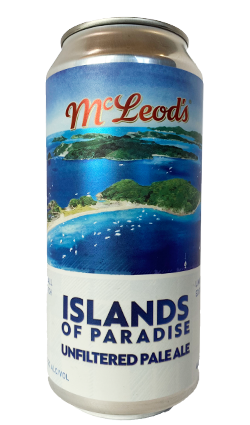 McLeod's
ISLANDS
OF PARADISE
UNFILTERED PALE ALE